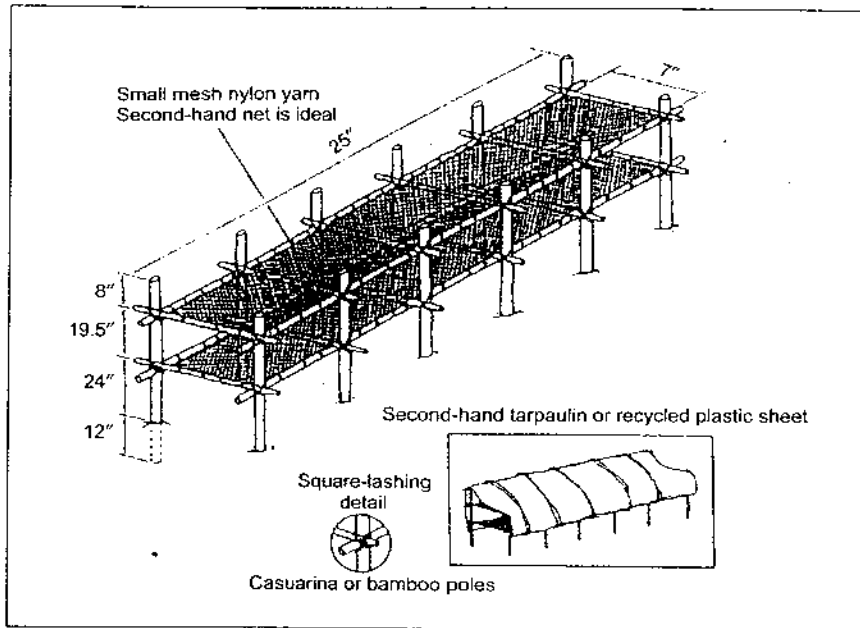 7″
Small mesh nylon yarn
Second-hand net is ideal
25″
8″
19.5″
24″
12″
Second-hand tarpaulin or recycled plastic sheet
Square-lashing
detail
Casuarina or bamboo poles